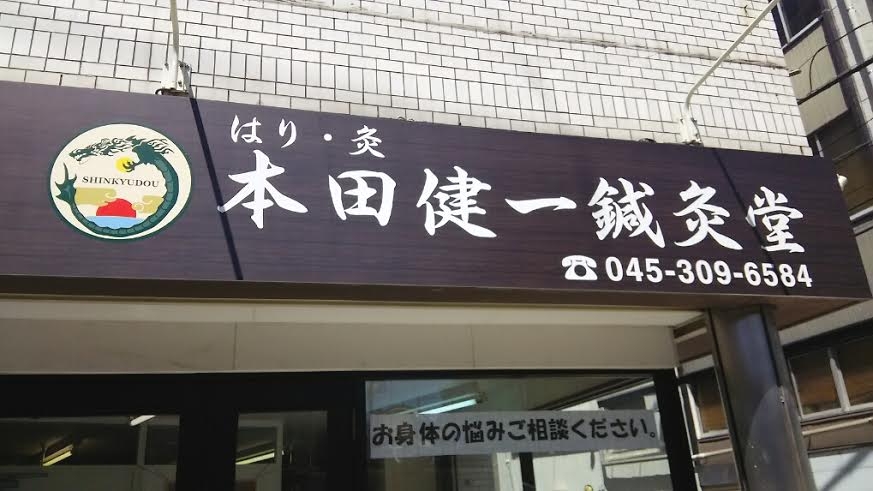 SHINKYUDOU
はり・灸
本田健一鍼灸堂
☎045-309-6584
お身体の悩みご相談ください。